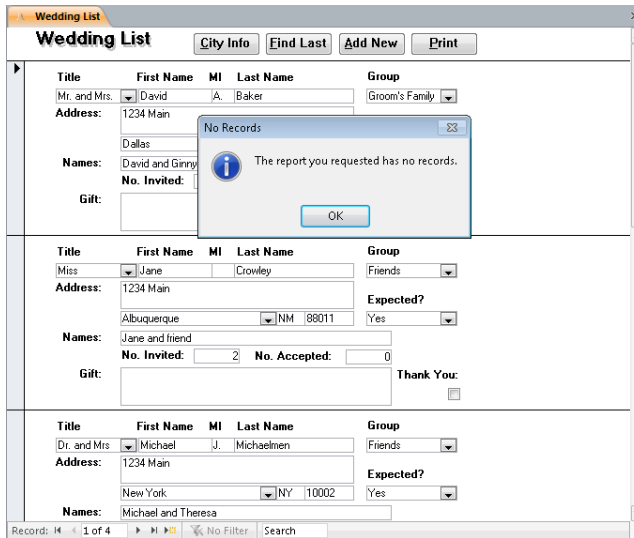 Wedding List
Wedding List City Info Find Last Add New Print
Title First Name MI Last Name Group
Mr. and Mrs. David A. Baker Groom's Family
Address: 1234 Main
No Records
Dallas
The report you requested has no records.
Names: David and Ginny
No. Invited:
Gift:
OK
Title First Name MI Last Name Group
Miss Jane Crowley Friends
Address: 1234 Main
Expected?
Albuquerque NM 88011 Yes
Names: Jane and friend
No. Invited: 2 No. Accepted: 0
Gift: Thank You:
Title First Name MI Last Name Group
Dr. and Mrs Michael J. Michaelmen Friends
Address: 1234 Main
Expected?
New York NY 10002 Yes
Names: Michael and Theresa
Record: 1 of 4 No Filter Search